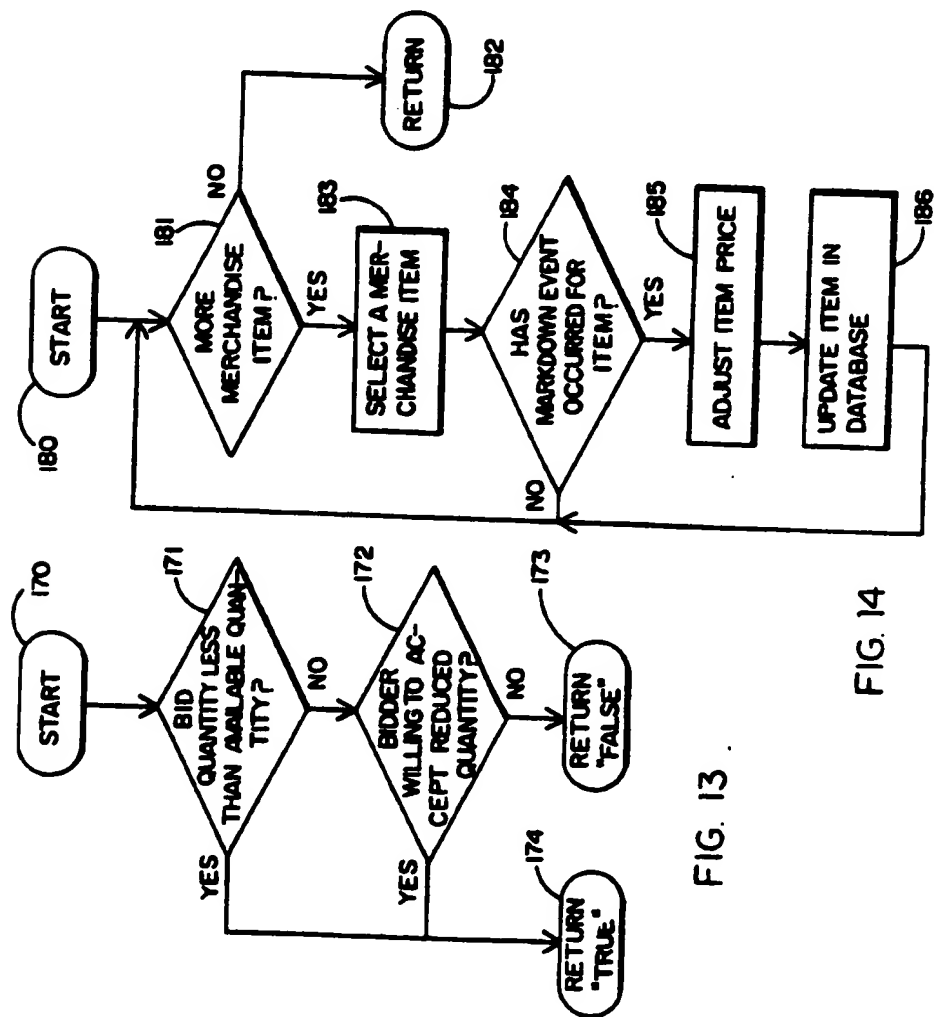 170
START
171
BID
QUANTITY LESS
THAN AVAILABLE QUAN-
TITY?
YES
NO
172
BIDDER
WILLING TO AC-
CEPT REDUCED
QUANTITY?
YES
NO
174
RETURN
"TRUE"
173
RETURN
"FALSE"
FIG. 13
180
START
181
MORE
MERCHANDISE
ITEM?
NO
YES
RETURN
182
183
SELECT A MER-
CHANDISE ITEM
184
HAS
MARKDOWN EVENT
OCCURRED FOR
ITEM?
NO
YES
185
ADJUST ITEM PRICE
186
UPDATE ITEM IN
DATABASE
FIG. 14